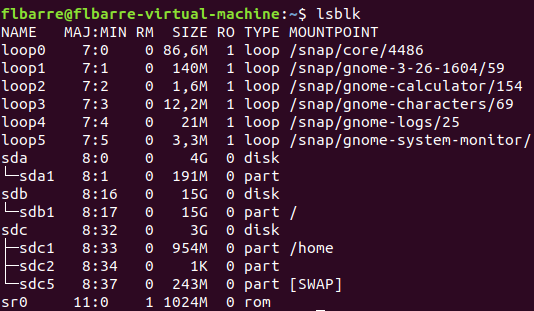 flbarre@flbarre-virtual-machine:~$ lsblk
NAME   MAJ:MIN RM  SIZE RO TYPE MOUNTPOINT
loop0    7:0    0 86,6M  1 loop /snap/core/4486
loop1    7:1    0  140M  1 loop /snap/gnome-3-26-1604/59
loop2    7:2    0  1,6M  1 loop /snap/gnome-calculator/154
loop3    7:3    0 12,2M  1 loop /snap/gnome-characters/69
loop4    7:4    0   21M  1 loop /snap/gnome-logs/25
loop5    7:5    0  3,3M  1 loop /snap/gnome-system-monitor/
sda      8:0    0    4G  0 disk
└─sda1   8:1    0  191M  0 part
sdb      8:16   0   15G  0 disk
└─sdb1   8:17   0   15G  0 part /
sdc      8:32   0    3G  0 disk
├─sdc1   8:33   0  954M  0 part /home
├─sdc2   8:34   0    1K  0 part
└─sdc5   8:37   0  243M  0 part [SWAP]
sr0     11:0    1 1024M  0 rom